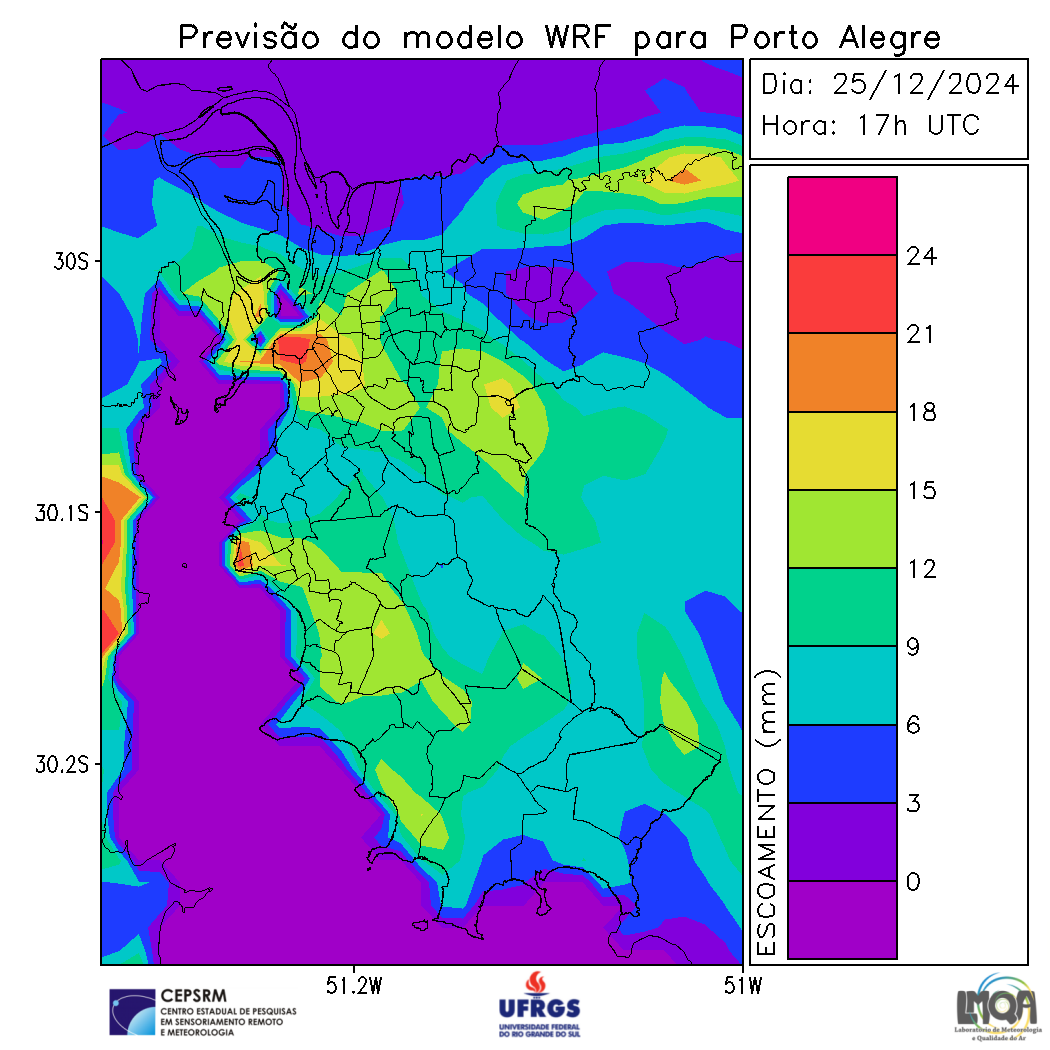 Previsão do modelo WRF para Porto Alegre
Dia: 25/12/2024
Hora: 17h UTC
24
21
18
15
12
9
6
3
0
ESCOAMENTO (mm)
30S
30.1S
30.2S
51.2W
51W
CEPSRM
CENTRO ESTADUAL DE PESQUISAS
EM SENSORIAMENTO REMOTO
E METEOROLOGIA
UFRGS
UNIVERSIDADE FEDERAL
DO RIO GRANDE DO SUL
LMQA
Laboratório de Meteorologia
e Qualidade do Ar